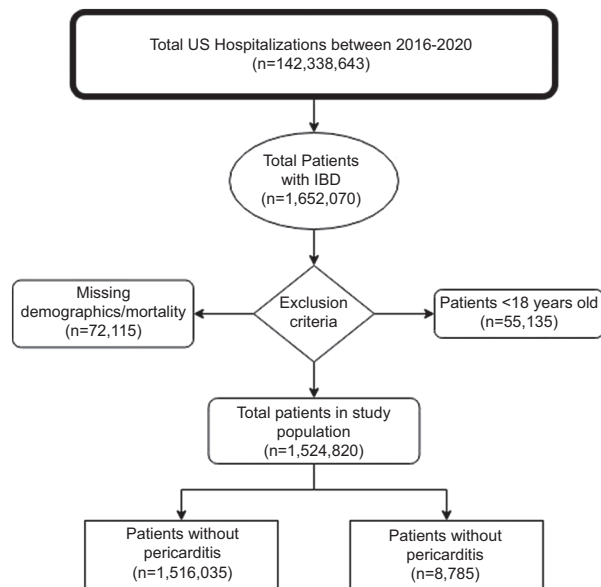 Total US Hospitalizations between 2016-2020
(n=142,338,643)
Total Patients
with IBD
(n=1,652,070)
Missing
demographics/mortality
(n=72,115)
Exclusion
criteria
Patients <18 years old
(n=55,135)
Total patients in study
population
(n=1,524,820)
Patients without
pericarditis
(n=1,516,035)
Patients without
pericarditis
(n=8,785)